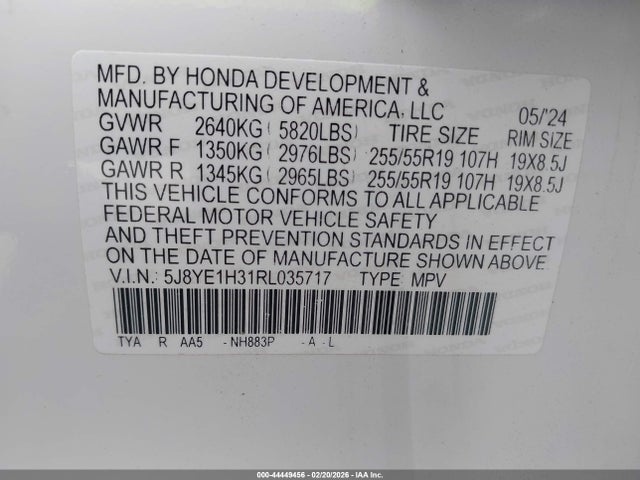 MFD. BY HONDA DEVELOPMENT &
MANUFACTURING OF AMERICA, LLC 05/'24
GVWR 2640KG ( 5820LBS) TIRE SIZE RIM SIZE
GAWR F 1350KG ( 2976LBS) 255/55R19 107H 19X8.5J
GAWR R 1345KG ( 2965LBS) 255/55R19 107H 19X8.5J
THIS VEHICLE CONFORMS TO ALL APPLICABLE
FEDERAL MOTOR VEHICLE SAFETY
AND THEFT PREVENTION STANDARDS IN EFFECT
ON THE DATE OF MANUFACTURE SHOWN ABOVE.
V.I.N.: 5J8YE1H31RL035717 TYPE: MPV
TYA R AA5 - NH883P - A - L
000-44449456 - 02/20/2026 - IAA Inc.